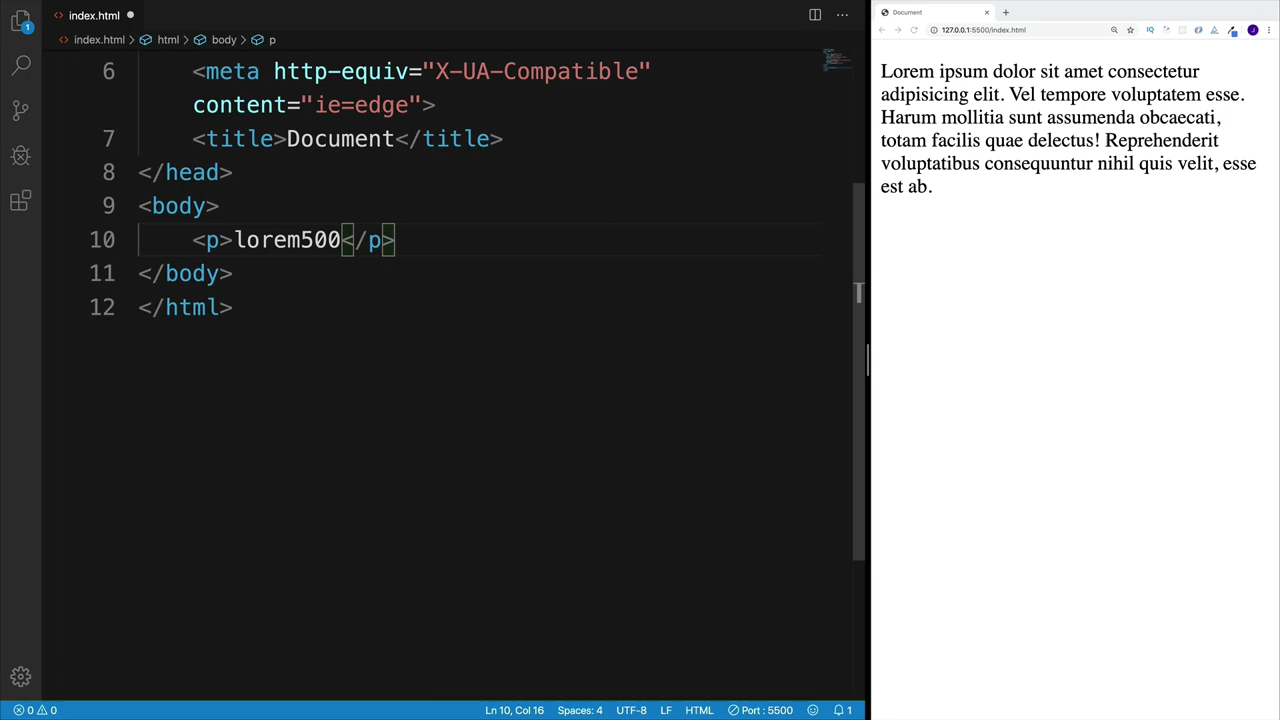 index.html
index.html > html > body > p
6 <meta http-equiv="X-UA-Compatible"
content="ie=edge">
7 <title>Document</title>
8 </head>
9 <body>
10 <p>lorem500</p>
11 </body>
12 </html>
1
0 0
Ln 10, Col 16
Spaces: 4
UTF-8
LF
HTML
Port : 5500
1
Document
127.0.0.1:5500/index.html
IQ
J
Lorem ipsum dolor sit amet consectetur
adipisicing elit. Vel tempore voluptatem esse.
Harum mollitia sunt assumenda obcaecati,
totam facilis quae delectus! Reprehenderit
voluptatibus consequuntur nihil quis velit, esse
est ab.